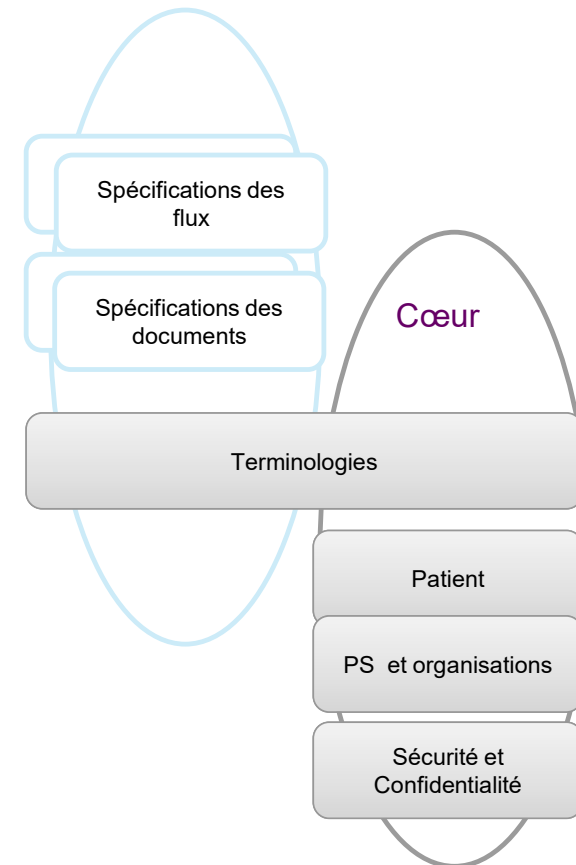 Spécifications des
flux
Spécifications des
documents
Cœur
Terminologies
Patient
PS et organisations
Sécurité et
Confidentialité